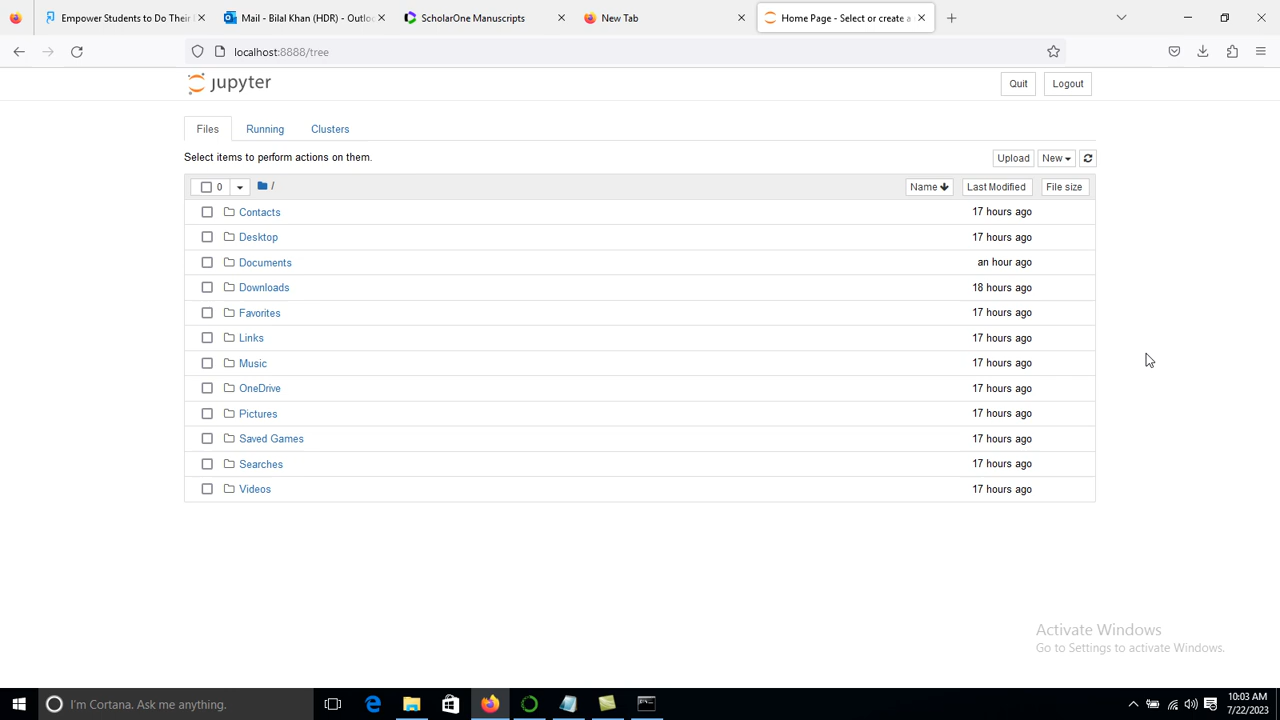 Empower Students to Do Their
Mail - Bilal Khan (HDR) - Outloc
ScholarOne Manuscripts
New Tab
Home Page - Select or create a
localhost:8888/tree
jupyter
Quit
Logout
Files
Running
Clusters
Select items to perform actions on them.
Upload
New
0
/
Name
Last Modified
File size
Contacts 17 hours ago
Desktop 17 hours ago
Documents an hour ago
Downloads 18 hours ago
Favorites 17 hours ago
Links 17 hours ago
Music 17 hours ago
OneDrive 17 hours ago
Pictures 17 hours ago
Saved Games 17 hours ago
Searches 17 hours ago
Videos 17 hours ago
Activate Windows
Go to Settings to activate Windows.
I'm Cortana. Ask me anything.
10:03 AM
7/22/2023